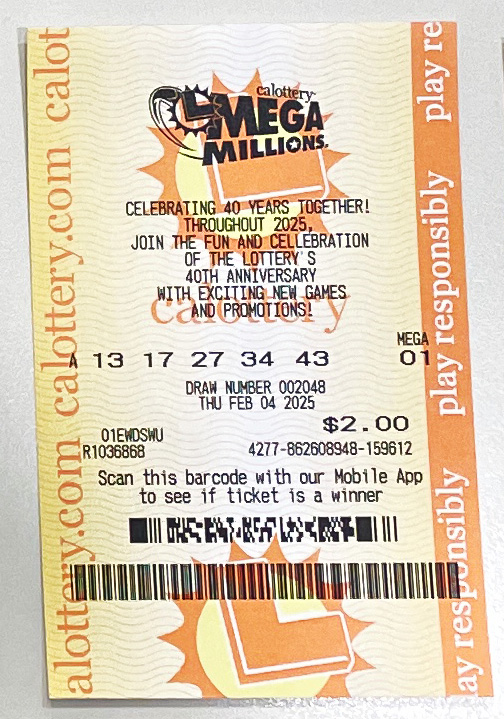 calottery
MEGA
MILLIONS.
CELEBRATING 40 YEARS TOGETHER!
THROUGHOUT 2025,
JOIN THE FUN AND CELLEBRATION
OF THE LOTTERY'S
40TH ANNIVERSARY
WITH EXCITING NEW GAMES
AND PROMOTIONS!
calottery
MEGA
A 13 17 27 34 43 01
DRAW NUMBER 002048
THU FEB 04 2025
$2.00
01EWDSWU
R1036868 4277-862608948-159612
Scan this barcode with our Mobile App
to see if ticket is a winner
alottery.com calottery.com calot
ay responsibly play responsibly play re